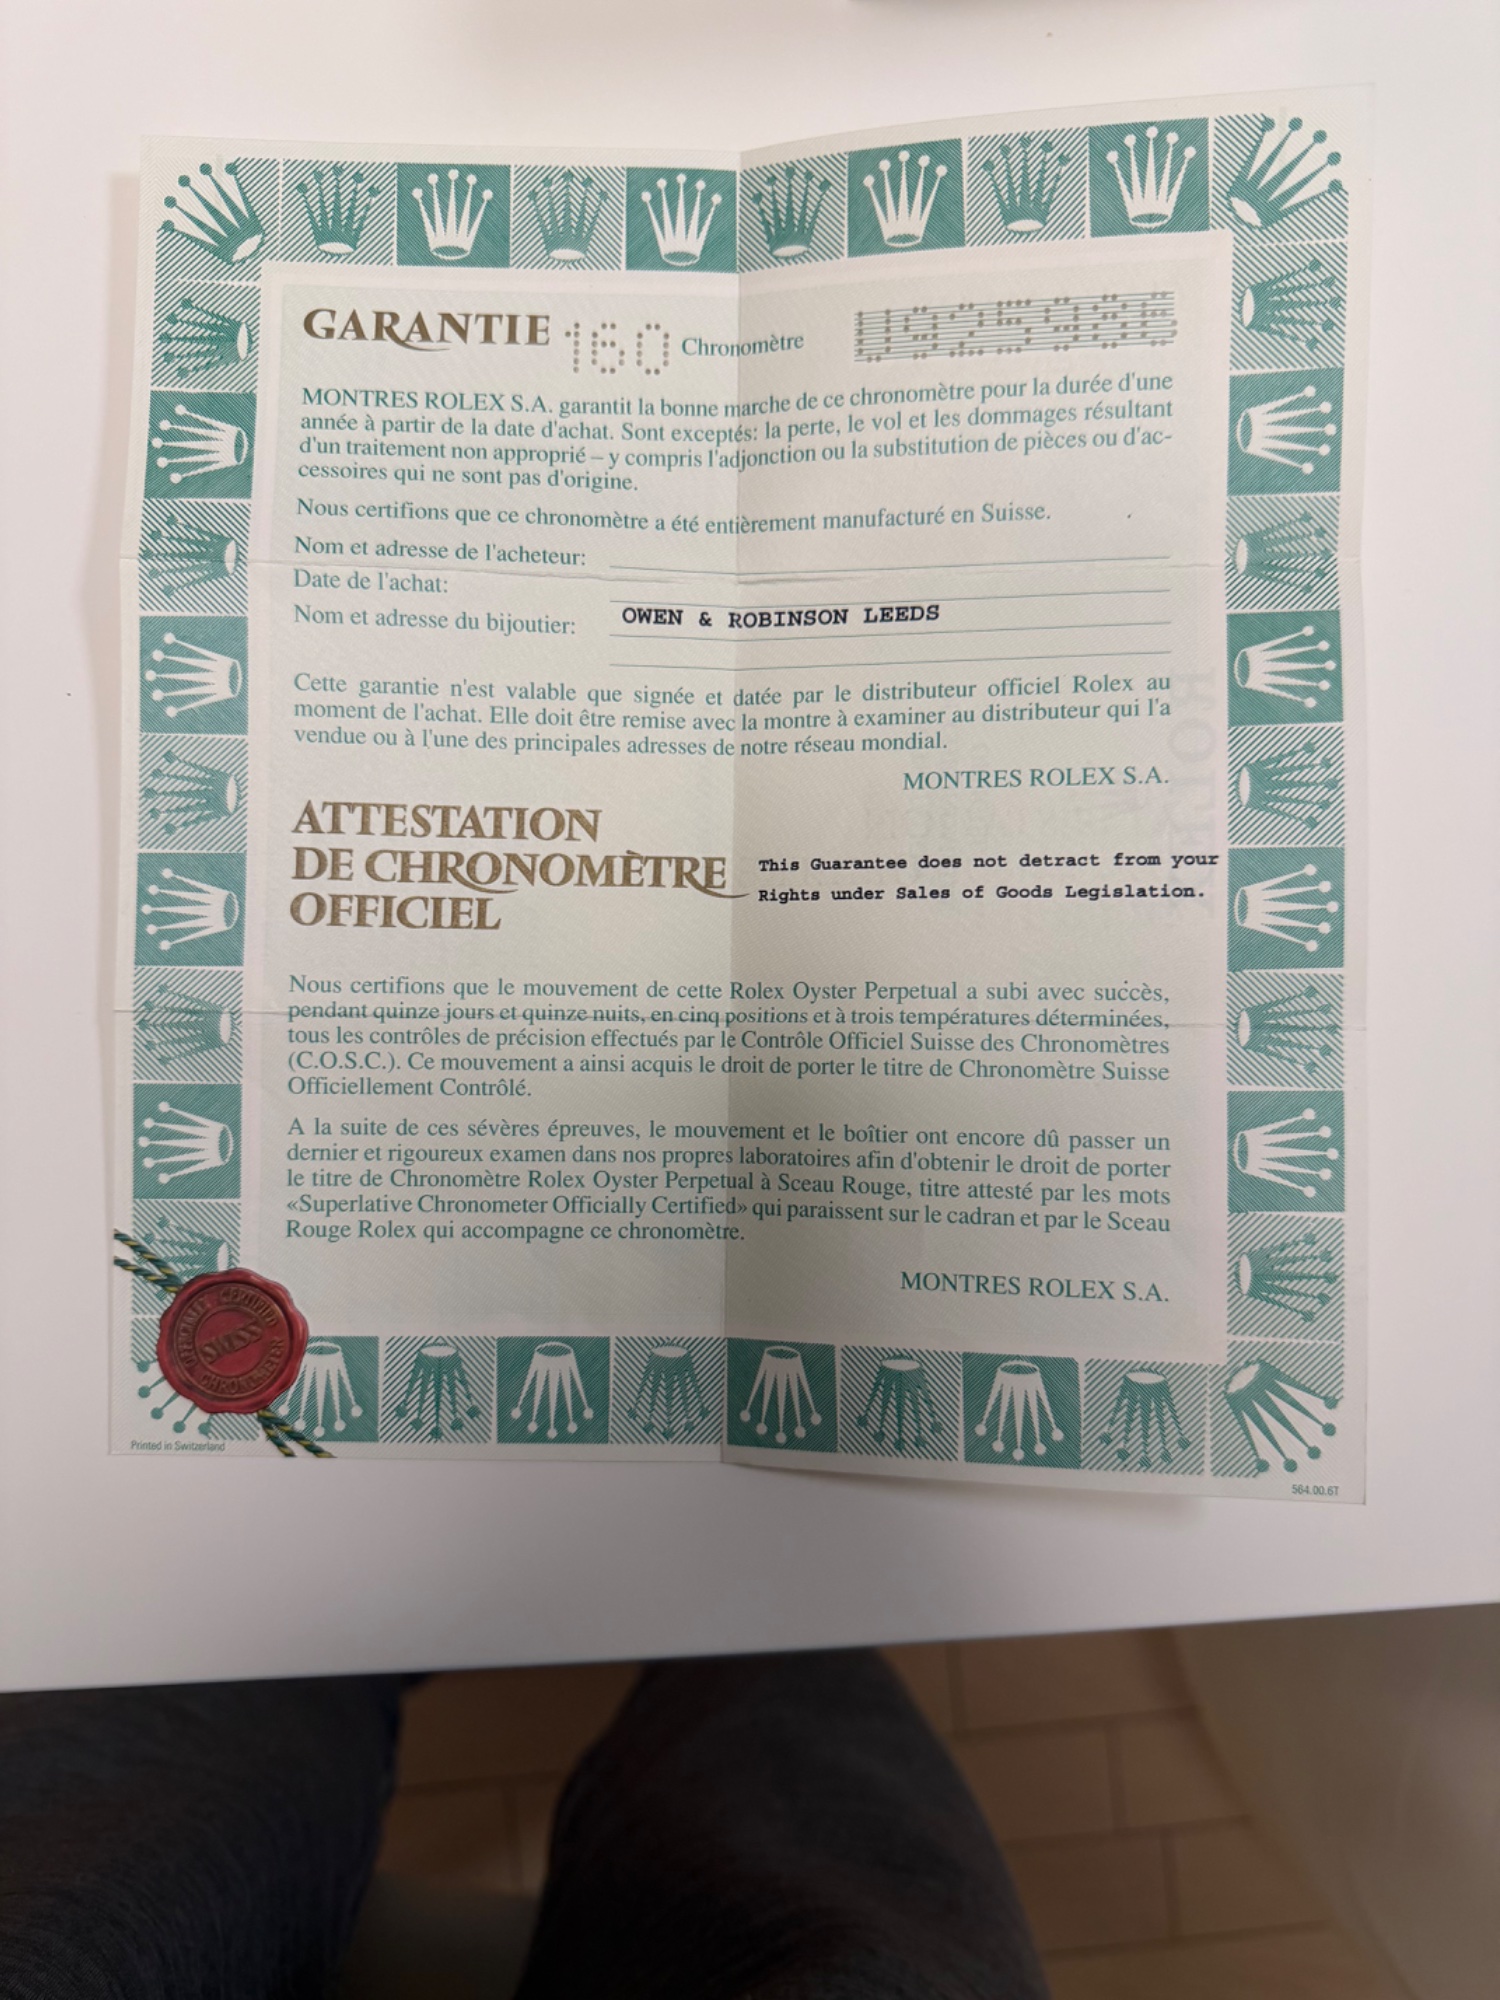 GARANTIE 160 Chronomètre
MONTRES ROLEX S.A. garantit la bonne marche de ce chronomètre pour la durée d'une
année à partir de la date d'achat. Sont exceptés: la perte, le vol et les dommages résultant
d'un traitement non approprié – y compris l'adjonction ou la substitution de pièces ou d'ac-
cessoires qui ne sont pas d'origine.
Nous certifions que ce chronomètre a été entièrement manufacturé en Suisse.
Nom et adresse de l'acheteur:
Date de l'achat:
Nom et adresse du bijoutier: OWEN & ROBINSON LEEDS
Cette garantie n'est valable que signée et datée par le distributeur officiel Rolex au
moment de l'achat. Elle doit être remise avec la montre à examiner au distributeur qui l'a
vendue ou à l'une des principales adresses de notre réseau mondial.
MONTRES ROLEX S.A.
ATTESTATION
DE CHRONOMÈTRE
OFFICIEL
This Guarantee does not detract from your
Rights under Sales of Goods Legislation.
Nous certifions que le mouvement de cette Rolex Oyster Perpetual a subi avec succès,
pendant quinze jours et quinze nuits, en cinq positions et à trois températures déterminées,
tous les contrôles de précision effectués par le Contrôle Officiel Suisse des Chronomètres
(C.O.S.C.). Ce mouvement a ainsi acquis le droit de porter le titre de Chronomètre Suisse
Officiellement Contrôlé.
A la suite de ces sévères épreuves, le mouvement et le boîtier ont encore dû passer un
dernier et rigoureux examen dans nos propres laboratoires afin d'obtenir le droit de porter
le titre de Chronomètre Rolex Oyster Perpetual à Sceau Rouge, titre attesté par les mots
«Superlative Chronometer Officially Certified» qui paraissent sur le cadran et par le Sceau
Rouge Rolex qui accompagne ce chronomètre.
MONTRES ROLEX S.A.
OFFICIALLY CERTIFIED
SWISS
CHRONOMETER
Printed in Switzerland
564.00.6T